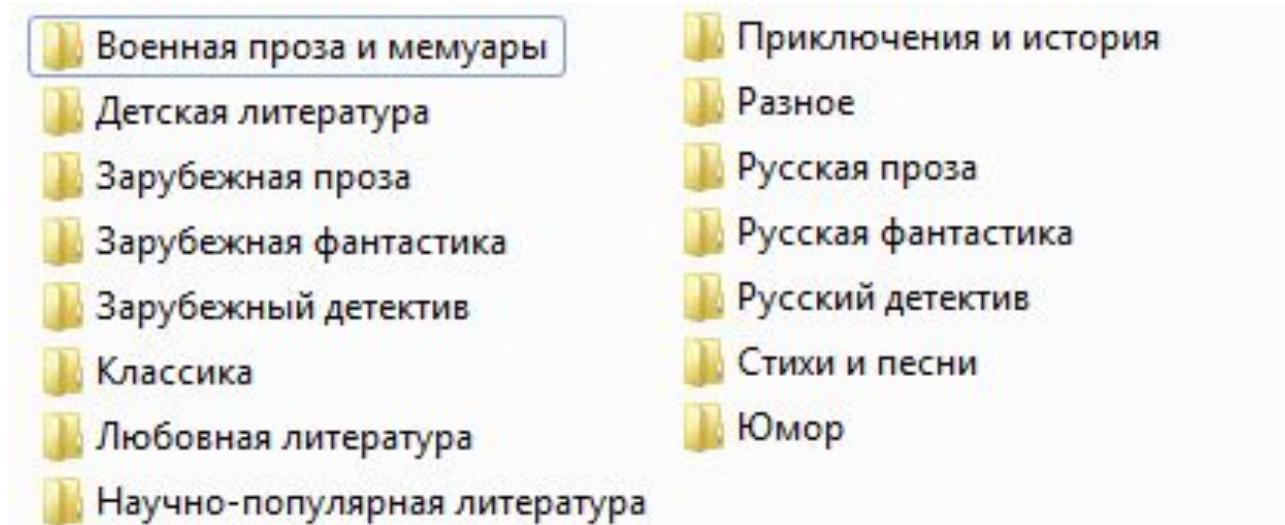 Военная проза и мемуары
Детская литература
Зарубежная проза
Зарубежная фантастика
Зарубежный детектив
Классика
Любовная литература
Научно-популярная литература
Приключения и история
Разное
Русская проза
Русская фантастика
Русский детектив
Стихи и песни
Юмор